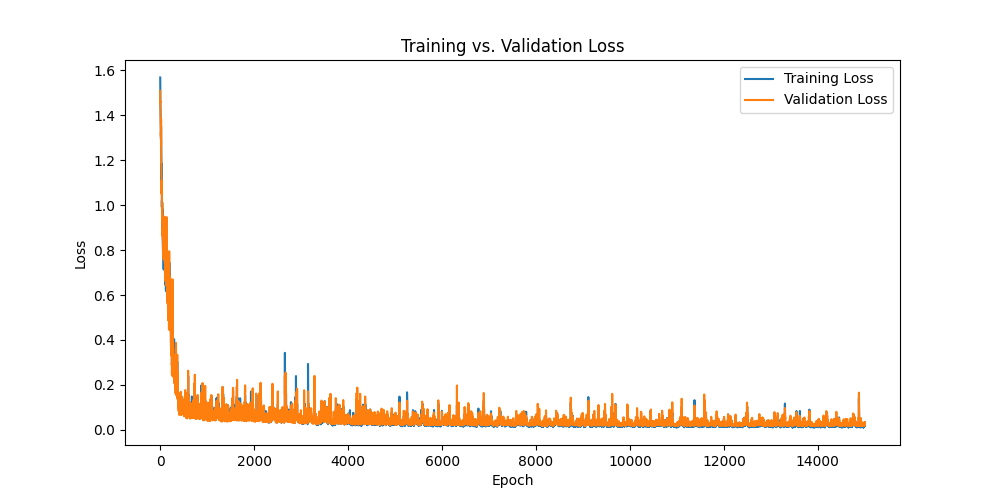 Training vs. Validation Loss
Training Loss
Validation Loss
1.6
1.4
1.2
1.0
0.8
0.6
0.4
0.2
0.0
Loss
0 2000 4000 6000 8000 10000 12000 14000
Epoch